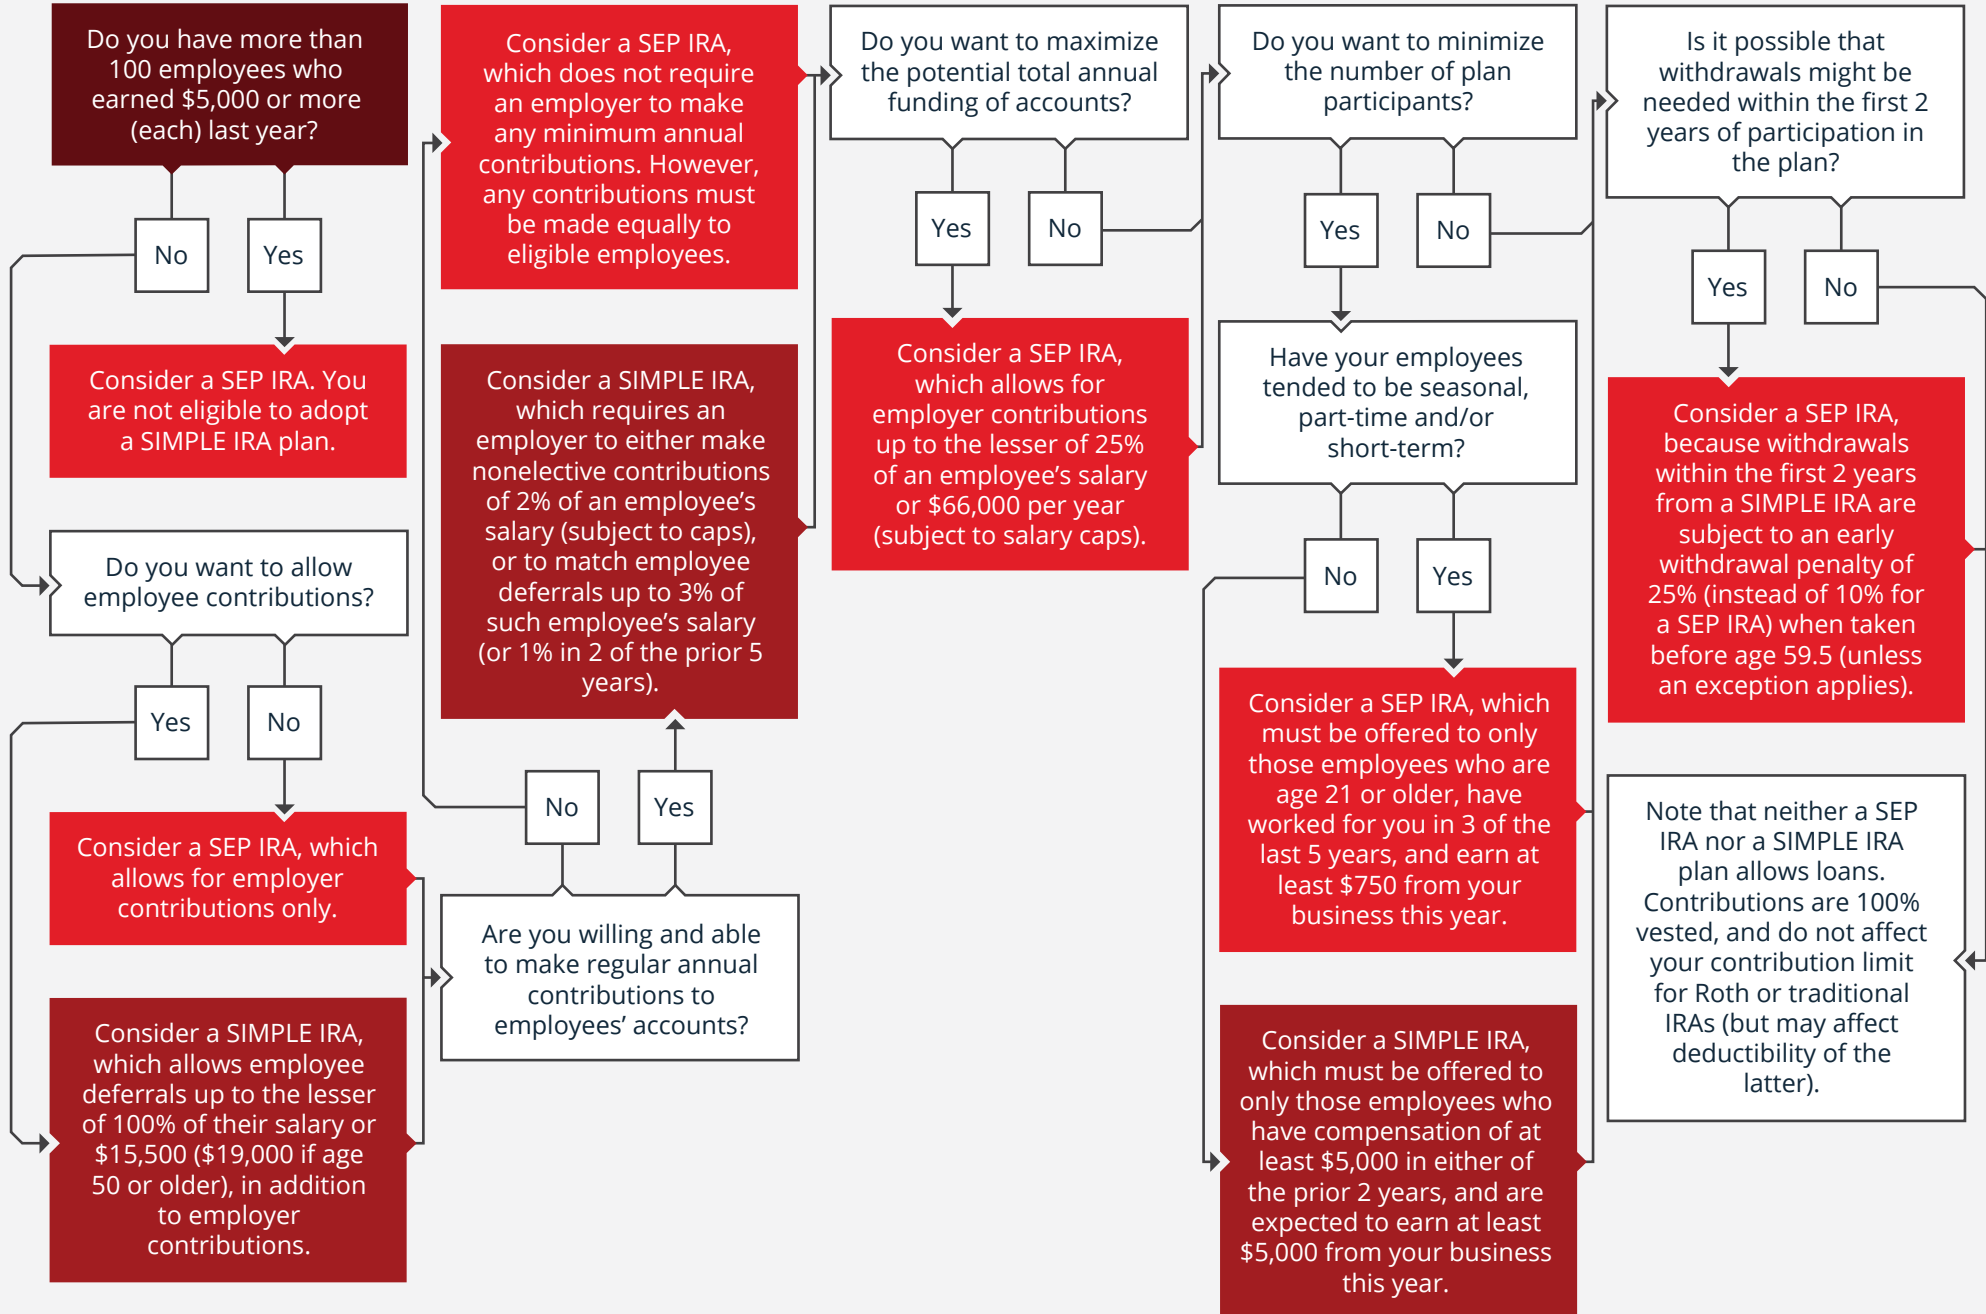 Do you have more than
100 employees who
earned $5,000 or more
(each) last year?
No
Yes
Consider a SEP IRA. You
are not eligible to adopt
a SIMPLE IRA plan.
Do you want to allow
employee contributions?
Yes
No
Consider a SEP IRA, which
allows for employer
contributions only.
Consider a SIMPLE IRA,
which allows employee
deferrals up to the lesser
of 100% of their salary or
$15,500 ($19,000 if age
50 or older), in addition
to employer
contributions.
Consider a SEP IRA,
which does not require
an employer to make
any minimum annual
contributions. However,
any contributions must
be made equally to
eligible employees.
Consider a SIMPLE IRA,
which requires an
employer to either make
nonelective contributions
of 2% of an employee’s
salary (subject to caps),
or to match employee
deferrals up to 3% of
such employee’s salary
(or 1% in 2 of the prior 5
years).
No
Yes
Are you willing and able
to make regular annual
contributions to
employees’ accounts?
Do you want to maximize
the potential total annual
funding of accounts?
Yes
No
Consider a SEP IRA,
which allows for
employer contributions
up to the lesser of 25%
of an employee’s salary
or $66,000 per year
(subject to salary caps).
Do you want to minimize
the number of plan
participants?
Yes
No
Have your employees
tended to be seasonal,
part-time and/or
short-term?
No
Yes
Consider a SEP IRA, which
must be offered to only
those employees who are
age 21 or older, have
worked for you in 3 of the
last 5 years, and earn at
least $750 from your
business this year.
Consider a SIMPLE IRA,
which must be offered to
only those employees who
have compensation of at
least $5,000 in either of
the prior 2 years, and are
expected to earn at least
$5,000 from your business
this year.
Is it possible that
withdrawals might be
needed within the first 2
years of participation in
the plan?
Yes
No
Consider a SEP IRA,
because withdrawals
within the first 2 years
from a SIMPLE IRA are
subject to an early
withdrawal penalty of
25% (instead of 10% for
a SEP IRA) when taken
before age 59.5 (unless
an exception applies).
Note that neither a SEP
IRA nor a SIMPLE IRA
plan allows loans.
Contributions are 100%
vested, and do not affect
your contribution limit
for Roth or traditional
IRAs (but may affect
deductibility of the
latter).